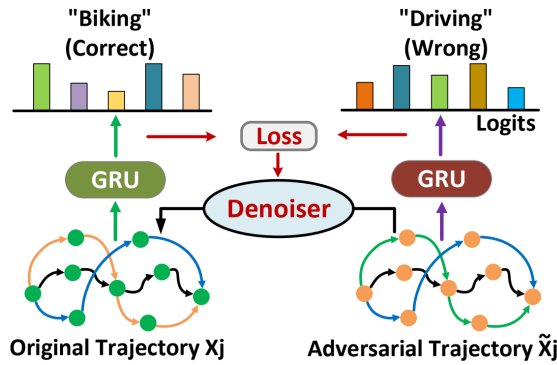 "Biking"
(Correct)
"Driving"
(Wrong)
Logits
Loss
GRU
GRU
Denoiser
Original Trajectory Xj
Adversarial Trajectory X̃j